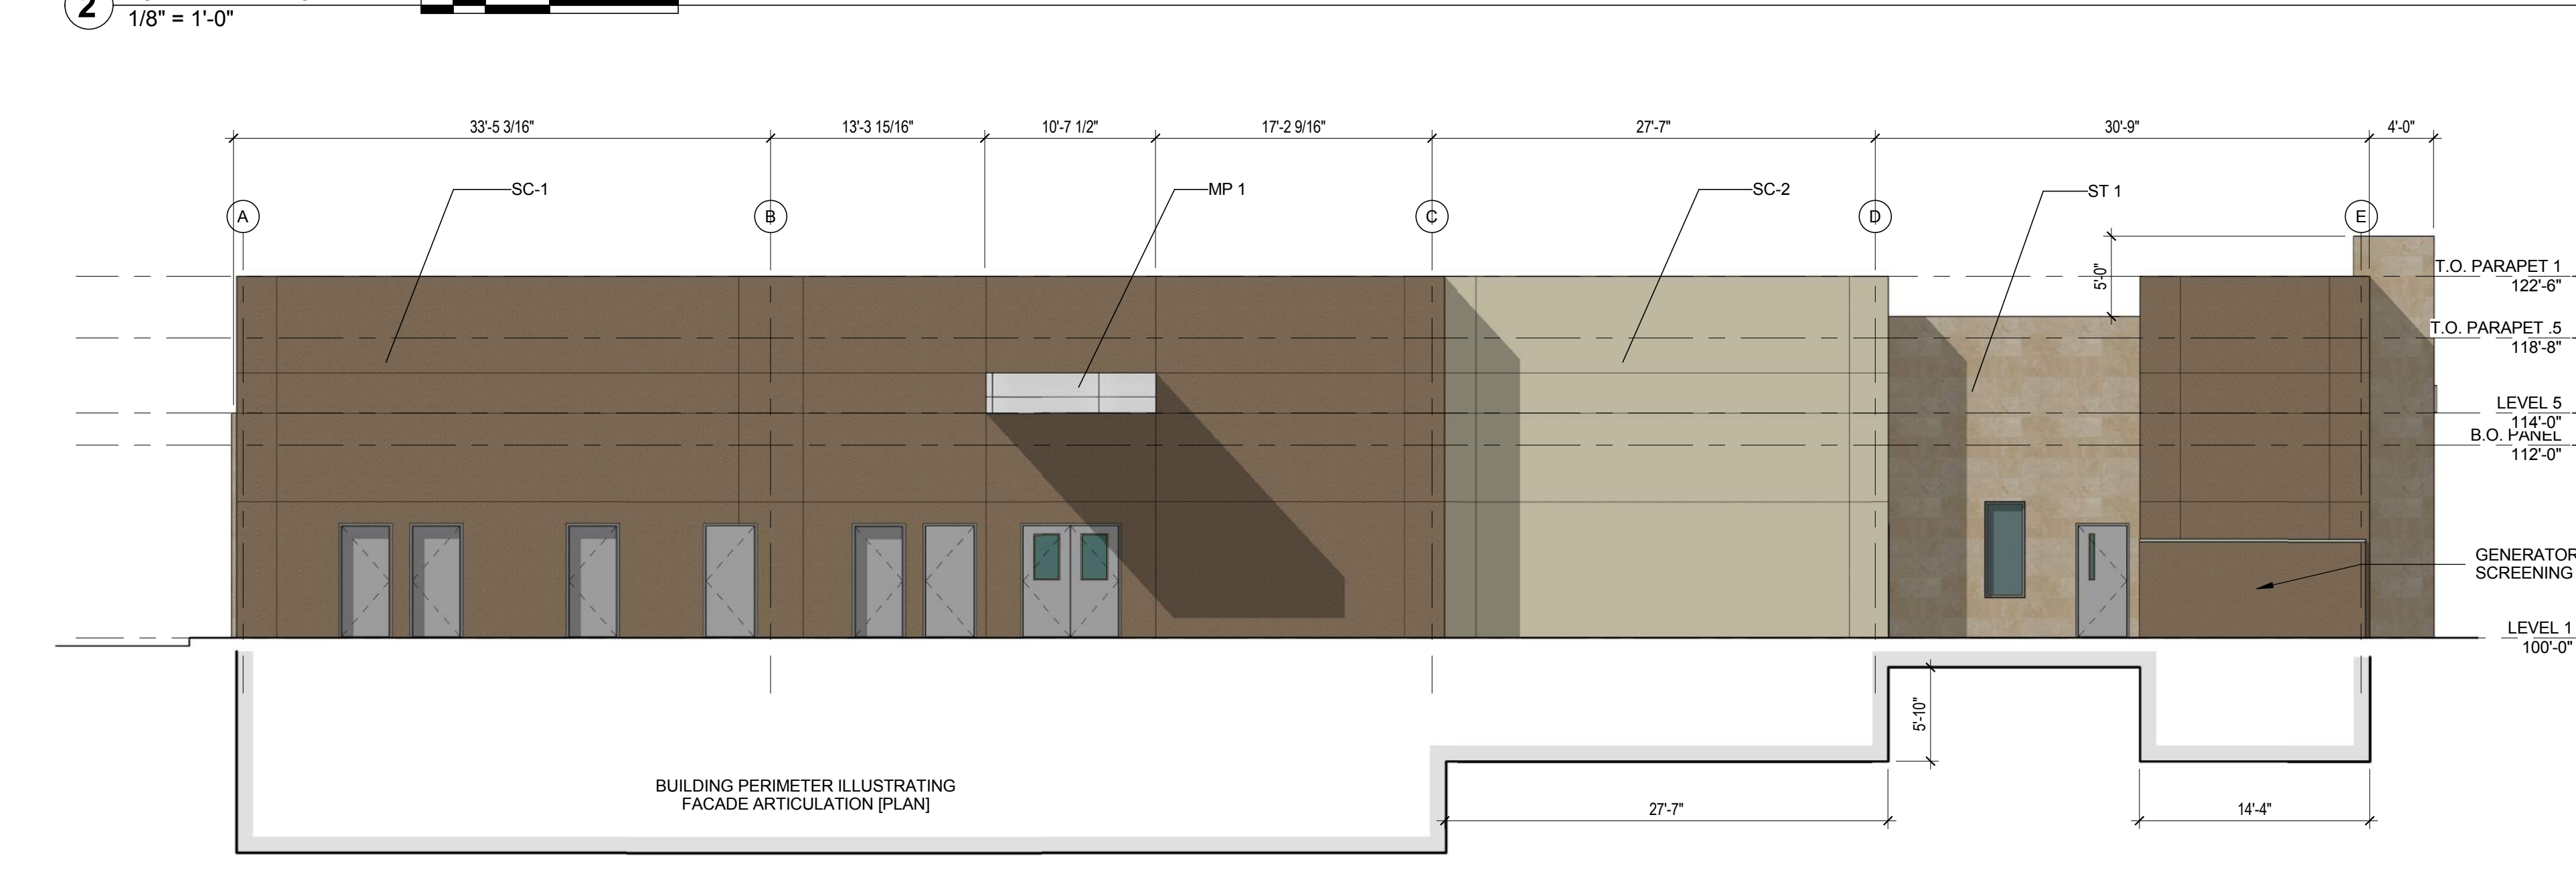 2
1/8" = 1'-0"
33'-5 3/16"
13'-3 15/16"
10'-7 1/2"
17'-2 9/16"
27'-7"
30'-9"
4'-0"
SC-1
MP 1
SC-2
ST 1
A
B
C
D
E
5'-0"
T.O. PARAPET 1
122'-6"
T.O. PARAPET .5
118'-8"
LEVEL 5
114'-0"
B.O. PANEL
112'-0"
GENERATOR
SCREENING
LEVEL 1
100'-0"
5'-10"
BUILDING PERIMETER ILLUSTRATING
FACADE ARTICULATION [PLAN]
27'-7"
14'-4"